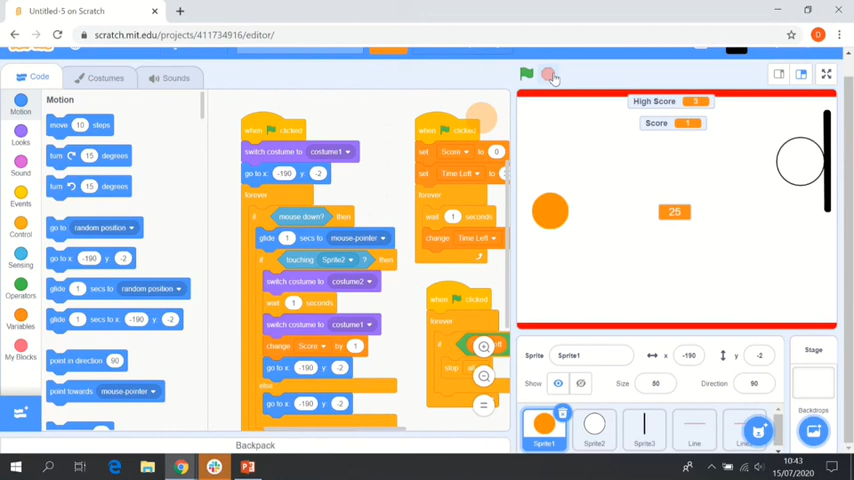 Untitled-5 on Scratch
scratch.mit.edu/projects/411734916/editor/
D
Code
Costumes
Sounds
Motion
Motion
Looks
Sound
Events
Control
Sensing
Operators
Variables
My Blocks
move 10 steps
turn 15 degrees
turn 15 degrees
go to random position
go to x: -190 y: -2
glide 1 secs to random position
glide 1 secs to x: -190 y: -2
point in direction 90
point towards mouse-pointer
when clicked
switch costume to costume1
go to x: -190 y: -2
forever
if mouse down? then
glide 1 secs to mouse-pointer
if touching Sprite2 ? then
switch costume to costume2
wait 1 seconds
switch costume to costume1
change Score by 1
go to x: -190 y: -2
else
go to x: -190 y: -2
when clicked
set Score to 0
set Time Left
forever
wait 1 seconds
change Time Left
when clicked
forever
if
stop
Backpack
High Score 3
Score 1
25
Sprite Sprite1 x -190 y -2
Show Size 50 Direction 90
Sprite1
Sprite2
Sprite3
Line
Stage
Backdrops
10:43
15/07/2020